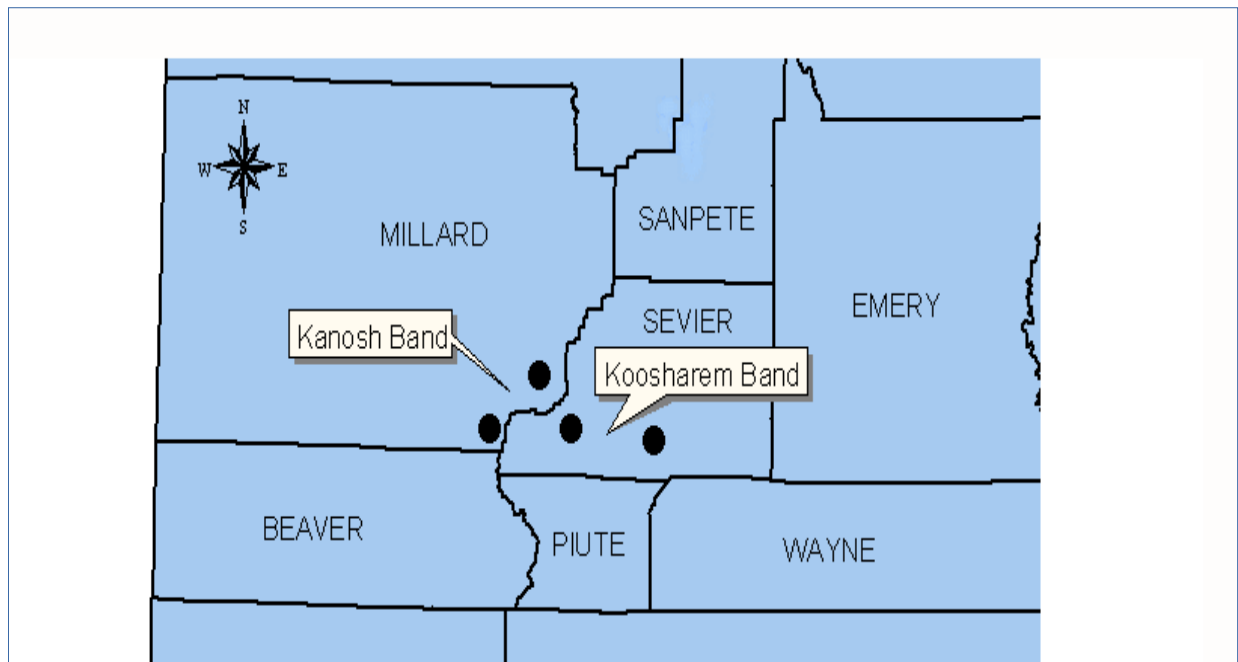 N
W E
S
MILLARD
SANPETE
EMERY
SEVIER
Kanosh Band
Koosharem Band
BEAVER
PIUTE
WAYNE